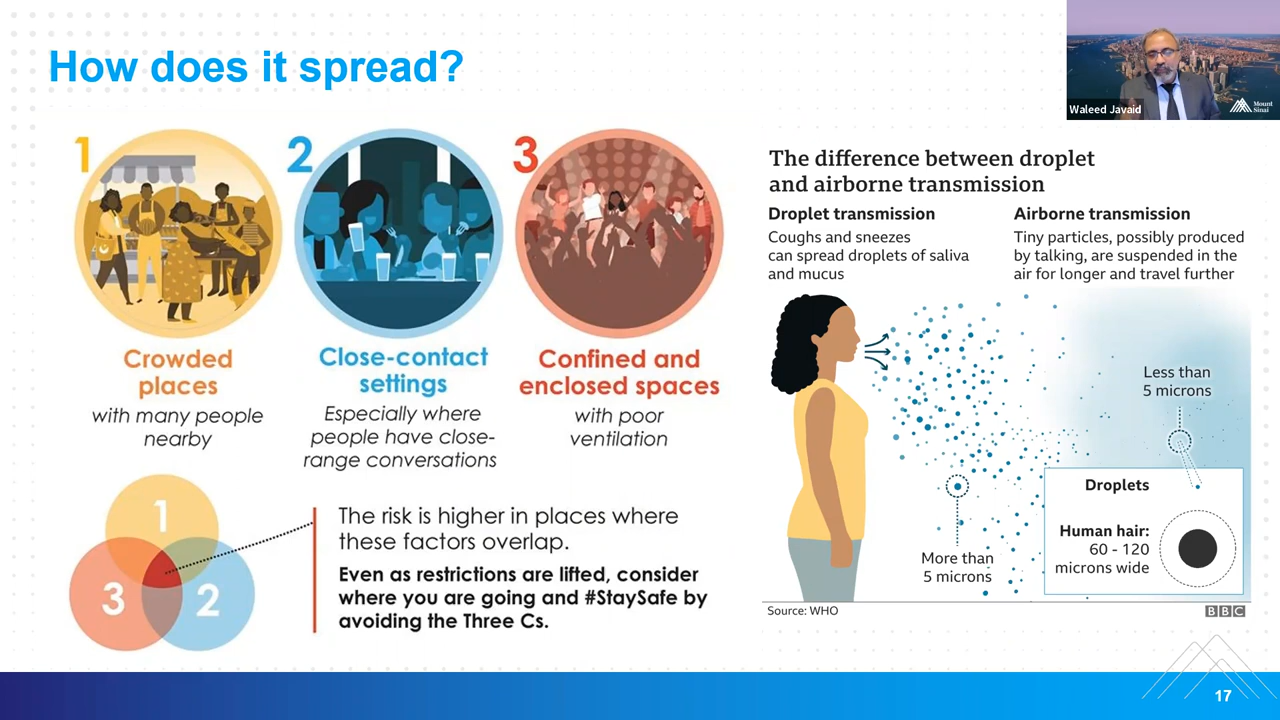 How does it spread?
Waleed Javaid
Mount
Sinai
1
2
3
Crowded
places
with many people
nearby
Close-contact
settings
Especially where
people have close-
range conversations
Confined and
enclosed spaces
with poor
ventilation
1
3
2
The risk is higher in places where
these factors overlap.
Even as restrictions are lifted, consider
where you are going and #StaySafe by
avoiding the Three Cs.
The difference between droplet
and airborne transmission
Droplet transmission
Coughs and sneezes
can spread droplets of saliva
and mucus
Airborne transmission
Tiny particles, possibly produced
by talking, are suspended in the
air for longer and travel further
Less than
5 microns
More than
5 microns
Droplets
Human hair:
60 - 120
microns wide
Source: WHO
BBC
17